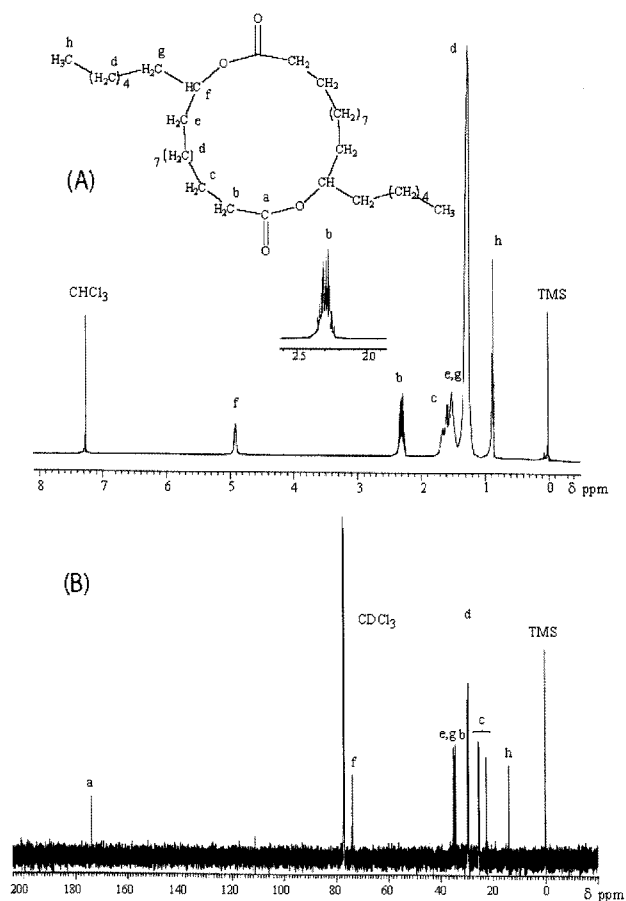 O
h
d
g
H₃C
(H₂C)₄
H₂C
O
CH₂
HC
f
CH₂
H₂C
e
(CH₂)₇
7(H₂C)
d
CH₂
(A)
H₂C
c
b
H₂C
a
O
CH
CH₂
(CH₂)₄
CH₃
O
d
b
h
CHCl₃
TMS
2.5 2.0
f
b
c
e,g
8 7 6 5 4 3 2 1 0 δ ppm
(B)
CDCl₃
d
TMS
a
f
e,g b
c
h
200 180 160 140 120 100 80 60 40 20 0 δ ppm